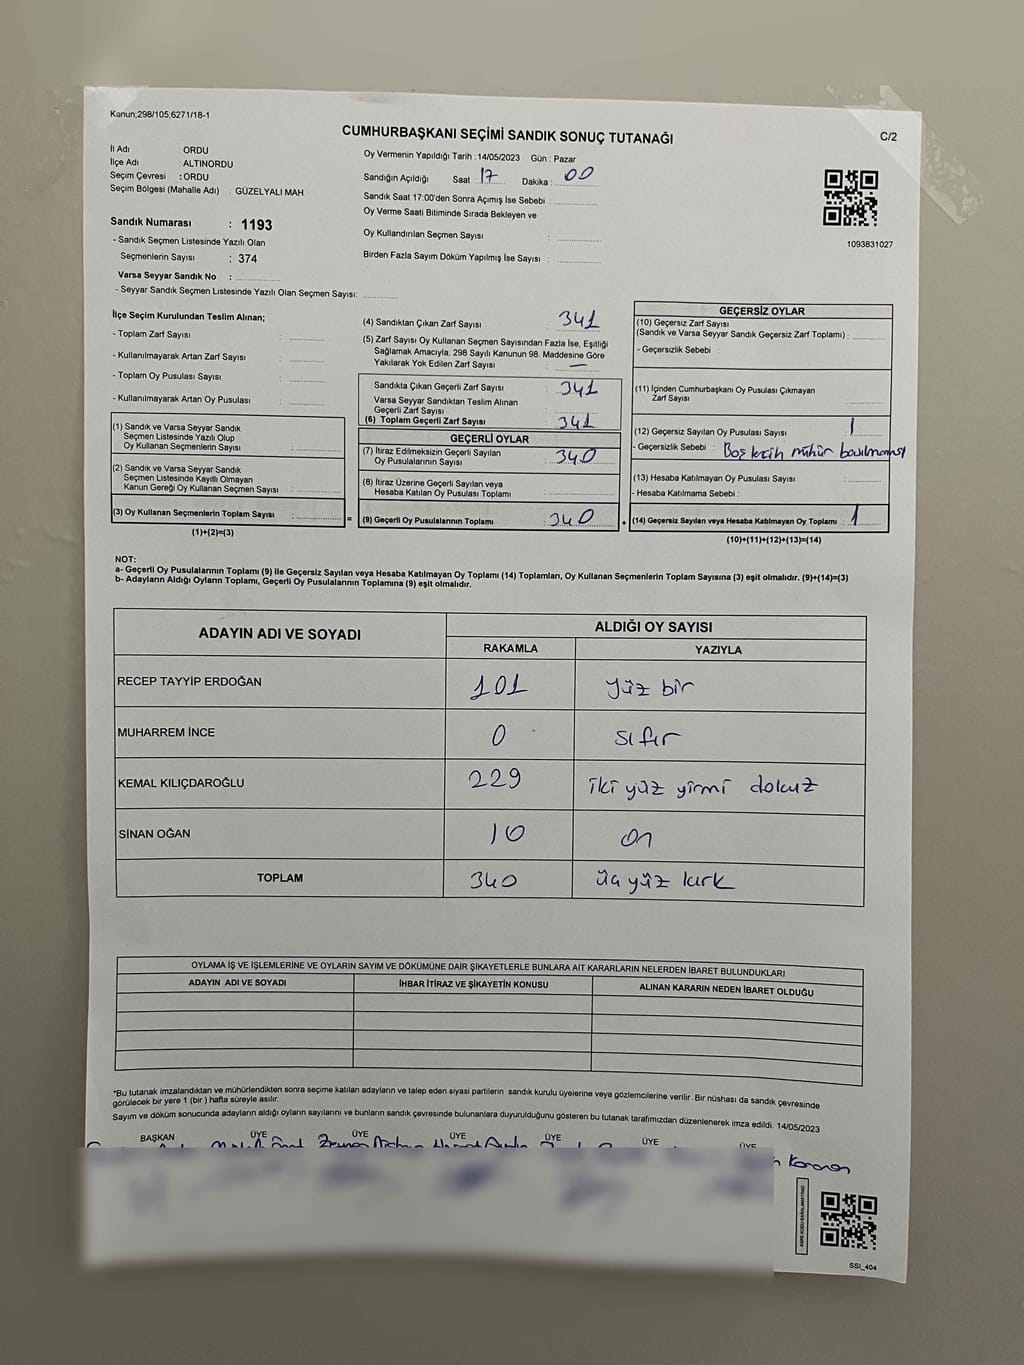 Kanun;298/105,6271/18-1
CUMHURBAŞKANI SEÇİMİ SANDIK SONUÇ TUTANAĞI
C/2
İl Adı : ORDU
İlçe Adı : ALTINORDU
Seçim Çevresi : ORDU
Seçim Bölgesi (Mahalle Adı) : GÜZELYALI MAH
Sandık Numarası : 1193
- Sandık Seçmen Listesinde Yazılı Olan
Seçmenlerin Sayısı : 374
Varsa Seyyar Sandık No :
- Seyyar Sandık Seçmen Listesinde Yazılı Olan Seçmen Sayısı:
Oy Vermenin Yapıldığı Tarih : 14/05/2023 Gün : Pazar
Sandığın Açıldığı Saat : 17 Dakika : 00
Sandık Saat 17:00'den Sonra Açımış İse Sebebi :
Oy Verme Saati Bitiminde Sırada Bekleyen ve
Oy Kullandırılan Seçmen Sayısı :
Birden Fazla Sayım Döküm Yapılmış İse Sayısı :
1093831027
İlçe Seçim Kurulundan Teslim Alınan;
- Toplam Zarf Sayısı :
- Kullanılmayarak Artan Zarf Sayısı :
- Toplam Oy Pusulası Sayısı :
- Kullanılmayarak Artan Oy Pusulası :
(1) Sandık ve Varsa Seyyar Sandık
Seçmen Listesinde Yazılı Olup
Oy Kullanan Seçmenlerin Sayısı :
(2) Sandık ve Varsa Seyyar Sandık
Seçmen Listesinde Kayıtlı Olmayan
Kanun Gereği Oy Kullanan Seçmen Sayısı :
(3) Oy Kullanan Seçmenlerin Toplam Sayısı :
(1)+(2)=(3)
(4) Sandıktan Çıkan Zarf Sayısı : 341
(5) Zarf Sayısı Oy Kullanan Seçmen Sayısından Fazla İse, Eşitliği
Sağlamak Amacıyla, 298 Sayılı Kanunun 98. Maddesine Göre
Yakılarak Yok Edilen Zarf Sayısı : —
Sandıkta Çıkan Geçerli Zarf Sayısı : 341
Varsa Seyyar Sandıktan Teslim Alınan
Geçerli Zarf Sayısı :
(6) Toplam Geçerli Zarf Sayısı : 341
GEÇERLİ OYLAR
(7) İtiraz Edilmeksizin Geçerli Sayılan
Oy Pusulalarının Sayısı : 340
(8) İtiraz Üzerine Geçerli Sayılan veya
Hesaba Katılan Oy Pusulası Toplamı :
= (9) Geçerli Oy Pusulalarının Toplamı : 340 +
GEÇERSİZ OYLAR
(10) Geçersiz Zarf Sayısı
(Sandık ve Varsa Seyyar Sandık Geçersiz Zarf Toplamı) :
- Geçersizlik Sebebi :
(11) İçinden Cumhurbaşkanı Oy Pusulası Çıkmayan
Zarf Sayısı :
(12) Geçersiz Sayılan Oy Pusulası Sayısı : 1
- Geçersizlik Sebebi : Boş tercih mühür basılmamış
(13) Hesaba Katılmayan Oy Pusulası Sayısı :
- Hesaba Katılmama Sebebi :
(14) Geçersiz Sayılan veya Hesaba Katılmayan Oy Toplamı : 1
(10)+(11)+(12)+(13)=(14)
NOT:
a- Geçerli Oy Pusulalarının Toplamı (9) ile Geçersiz Sayılan veya Hesaba Katılmayan Oy Toplamı (14) Toplamları, Oy Kullanan Seçmenlerin Toplam Sayısına (3) eşit olmalıdır. (9)+(14)=(3)
b- Adayların Aldığı Oyların Toplamı, Geçerli Oy Pusulalarının Toplamına (9) eşit olmalıdır.
ADAYIN ADI VE SOYADI
ALDIĞI OY SAYISI
RAKAMLA YAZIYLA
RECEP TAYYİP ERDOĞAN 101 yüz bir
MUHARREM İNCE 0 sıfır
KEMAL KILIÇDAROĞLU 229 iki yüz yirmi dokuz
SİNAN OĞAN 10 on
TOPLAM 340 üç yüz kırk
OYLAMA İŞ VE İŞLEMLERİNE VE OYLARIN SAYIM VE DÖKÜMÜNE DAİR ŞİKAYETLERLE BUNLARA AİT KARARLARIN NELERDEN İBARET BULUNDUKLARI
ADAYIN ADI VE SOYADI İHBAR İTİRAZ VE ŞİKAYETİN KONUSU ALINAN KARARIN NEDEN İBARET OLDUĞU
*Bu tutanak imzalandıktan ve mühürlendikten sonra seçime katılan adayların ve talep eden siyasi partilerin sandık kurulu üyelerine veya gözlemcilerine verilir. Bir nüshası da sandık çevresinde
görülecek bir yere 1 (bir ) hafta süreyle asılır.
Sayım ve döküm sonucunda adayların aldığı oyların sayılarını ve bunların sandık çevresinde bulunanlara duyurulduğunu gösteren bu tutanak tarafımızdan düzenlenerek imza edildi. 14/05/2023
BAŞKAN ÜYE ÜYE ÜYE ÜYE ÜYE ÜYE
SSI_404